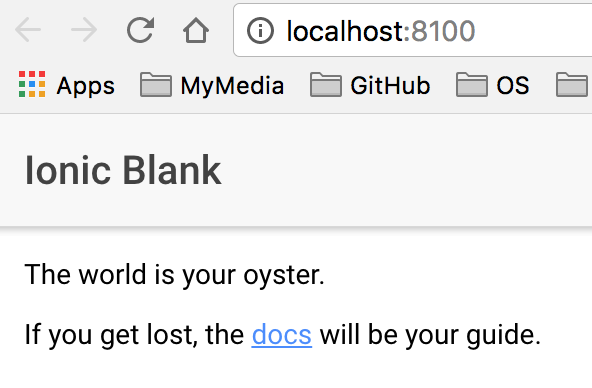 localhost:8100
Apps MyMedia GitHub OS
Ionic Blank
The world is your oyster.
If you get lost, the docs will be your guide.